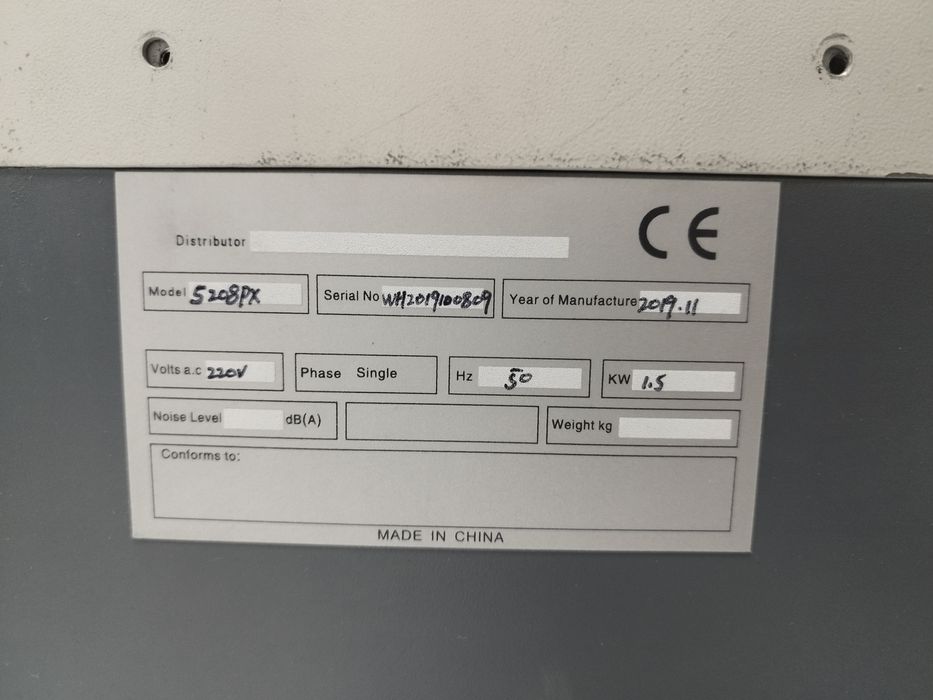 CE
Distributor
Model 5208PX Serial No WH2019100809 Year of Manufacture 2019.11
Volts a.c 220V Phase Single Hz 50 KW 1.5
Noise Level dB(A) Weight kg
Conforms to:
MADE IN CHINA